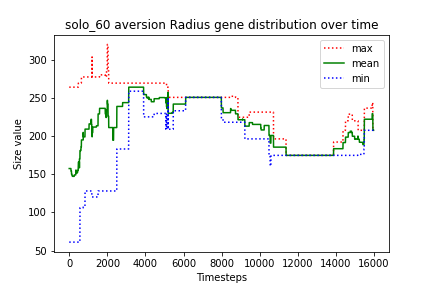 solo_60 aversion Radius gene distribution over time
max
mean
min
Size value
300
250
200
150
100
50
0
2000
4000
6000
8000
10000
12000
14000
16000
Timesteps